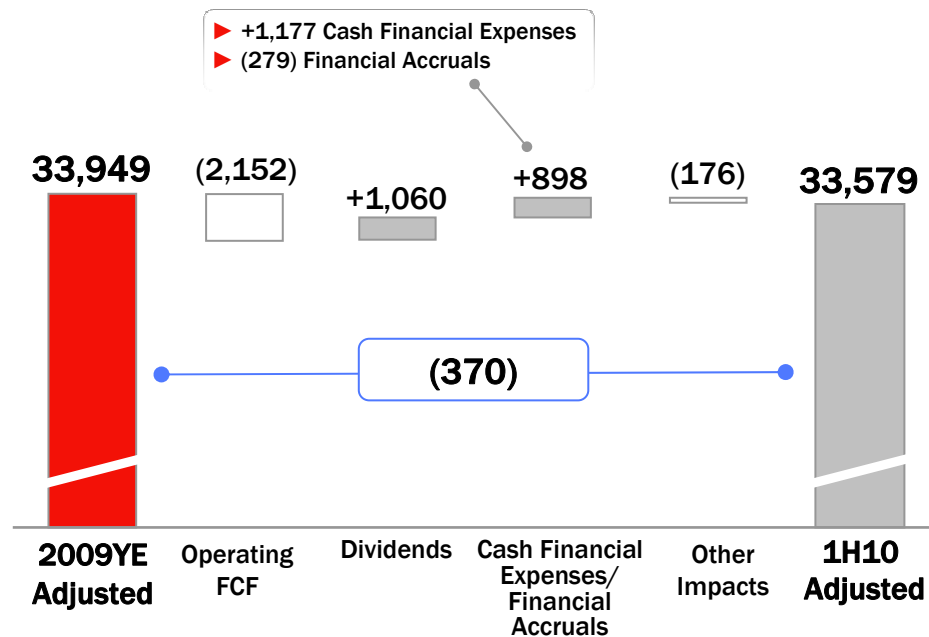 +1,177 Cash Financial Expenses
(279) Financial Accruals
33,949
(2,152)
+1,060
+898
(176)
33,579
(370)
2009YE
Adjusted
Operating
FCF
Dividends
Cash Financial
Expenses/
Financial
Accruals
Other
Impacts
1H10
Adjusted